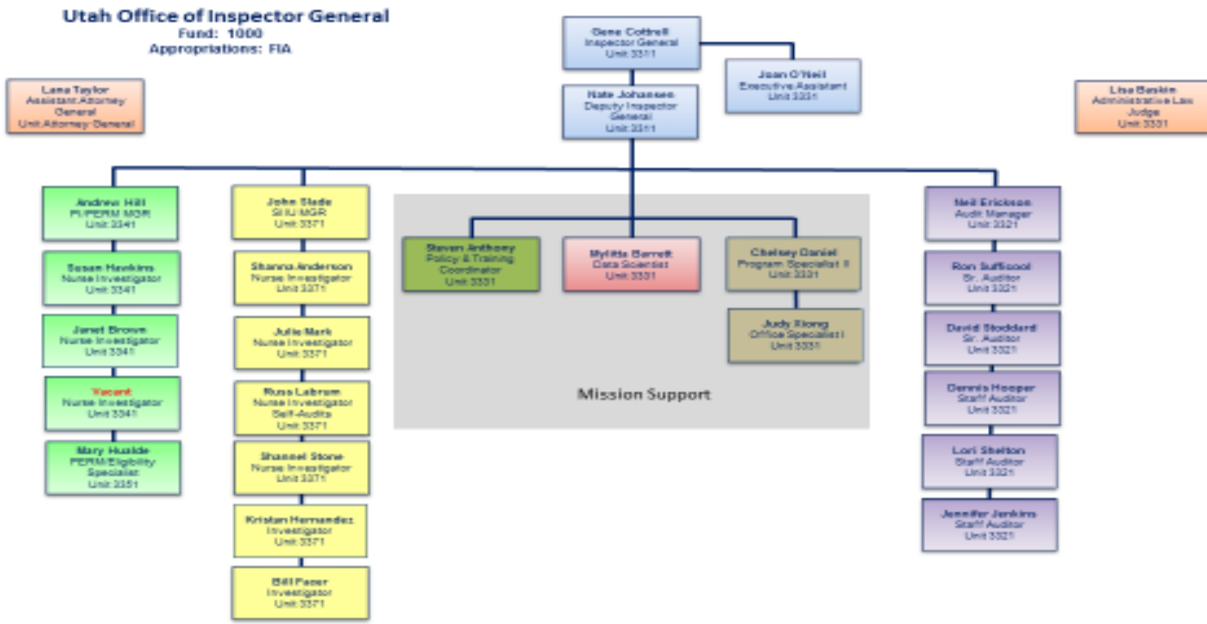 Utah Office of Inspector General
Fund: 1000
Appropriations: FIA
Gene Cottrell
Inspector General
Unit 3311
Joan O'Neil
Executive Assistant
Unit 3331
Nate Johansen
Deputy Inspector
General
Unit 3311
Lana Taylor
Assistant Attorney
General
Unit Attorney General
Lisa Baskin
Administrative Law
Judge
Unit 3331
Andrew Hill
PI/PERM MGR
Unit 3341
Susan Hawkins
Nurse Investigator
Unit 3341
Janet Brown
Nurse Investigator
Unit 3341
Vacant
Nurse Investigator
Unit 3341
Mary Hualde
PERM/Eligibility
Specialist
Unit 3351
John Slade
SIIU MGR
Unit 3371
Shanna Anderson
Nurse Investigator
Unit 3371
Julie Mark
Nurse Investigator
Unit 3371
Russ Labrum
Nurse Investigator
Self-Audits
Unit 3371
Shannel Stone
Nurse Investigator
Unit 3371
Kristan Hernandez
Investigator
Unit 3371
Bill
Investigator
Unit 3371
Steven Anthony
Policy & Training
Coordinator
Unit 3331
Mylitta Barrett
Data Scientist
Unit 3331
Chelsey Daniel
Program Specialist II
Unit 3331
Judy Xiong
Office Specialist I
Unit 3331
Mission Support
Neil Erickson
Audit Manager
Unit 3321
Ron
Sr. Auditor
Unit 3321
David Stoddard
Sr. Auditor
Unit 3321
Dennis Hooper
Staff Auditor
Unit 3321
Lori Shelton
Staff Auditor
Unit 3321
Jennifer Jenkins
Staff Auditor
Unit 3321